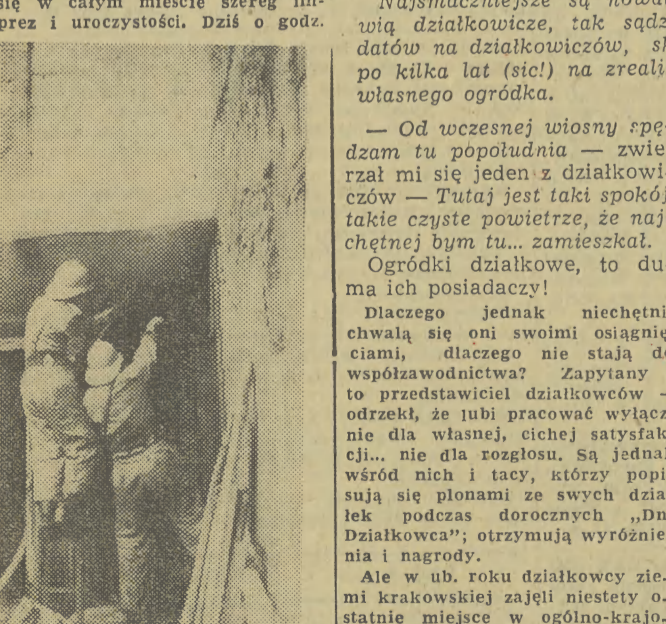 się w całym mieście szereg im-
prez i uroczystości. Dziś o godz.
Najsmaczniejsze są nowal
wią działkowicze, tak sądz
datów na działkowiczów, sk
po kilka lat (sic!) na zreali
własnego ogródka.
— Od wczesnej wiosny spę-
dzam tu popołudnia — zwie-
rzał mi się jeden z działkowi-
czów — Tutaj jest taki spokój
takie czyste powietrze, że naj
chętnej bym tu... zamieszkał.
Ogródki działkowe, to du
ma ich posiadaczy!
Dlaczego jednak niechętni
chwalą się oni swoimi osiągnię
ciami, dlaczego nie stają do
współzawodnictwa? Zapytany
to przedstawiciel działkowców -
odrzekł, że lubi pracować wyłącz
nie dla własnej, cichej satysfak
cji... nie dla rozgłosu. Są jednak
wśród nich i tacy, którzy popi
sują się plonami ze swych dzia
łek podczas dorocznych „Dn
Działkowca”; otrzymują wyróżnie
nia i nagrody.
Ale w ub. roku działkowcy zie-
mi krakowskiej zajęli niestety o-
statnie miejsce w ogólno-krajo-